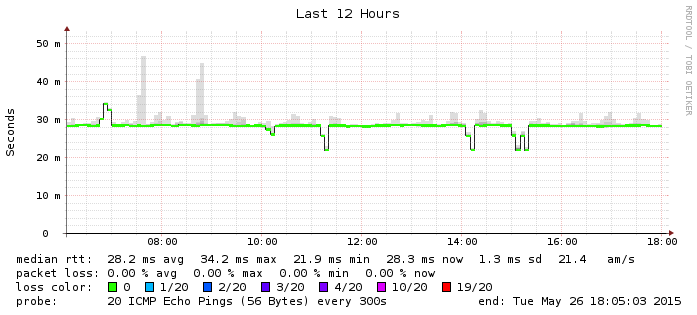 Last 12 Hours
RRDTOOL / TOBI OETIKER
Seconds
50 m
40 m
30 m
20 m
10 m
0
08:00 10:00 12:00 14:00 16:00 18:00
median rtt: 28.2 ms avg 34.2 ms max 21.9 ms min 28.3 ms now 1.3 ms sd 21.4 am/s
packet loss: 0.00 % avg 0.00 % max 0.00 % min 0.00 % now
loss color: 0 1/20 2/20 3/20 4/20 10/20 19/20
probe: 20 ICMP Echo Pings (56 Bytes) every 300s end: Tue May 26 18:05:03 2015